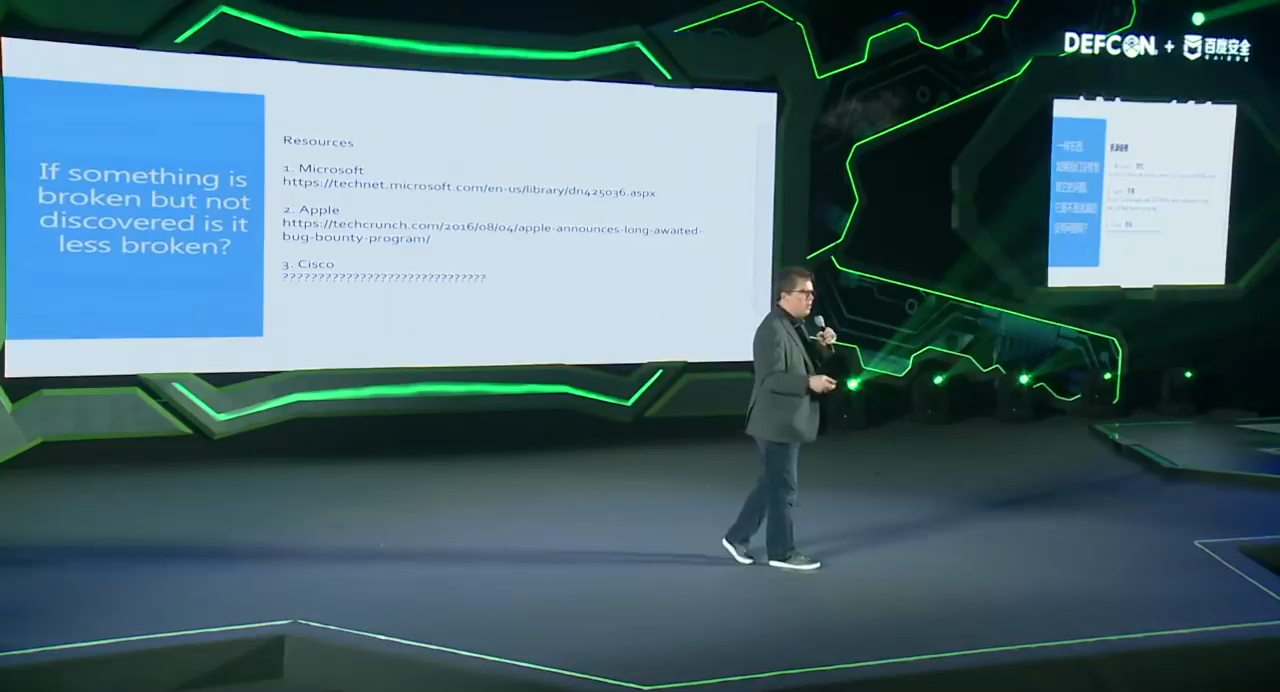 If something is
broken but not
discovered is it
less broken?
Resources
1. Microsoft
https://technet.microsoft.com/en-us/library/dn425036.aspx
2. Apple
https://techcrunch.com/2016/08/04/apple-announces-long-awaited-
bug-bounty-program/
3. Cisco
??????????????????????????????
DEFCON + 百度安全